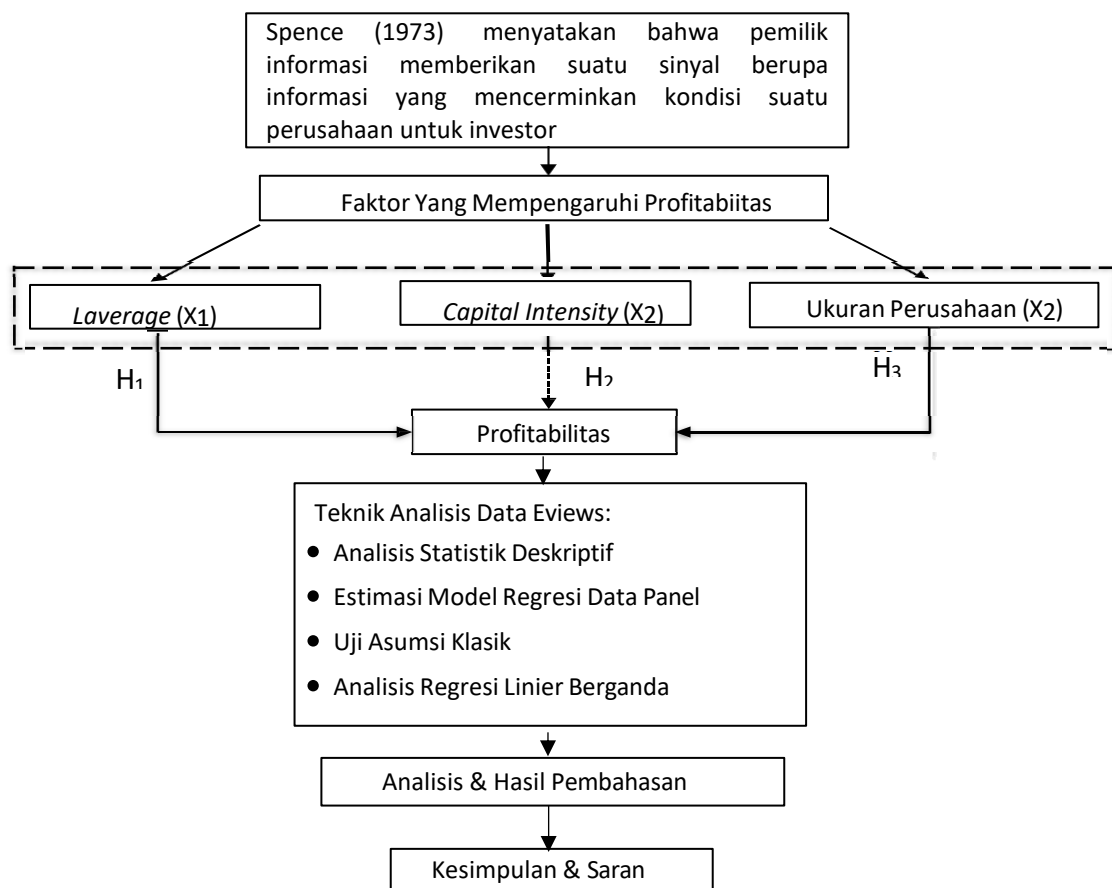 Spence (1973) menyatakan bahwa pemilik
informasi memberikan suatu sinyal berupa
informasi yang mencerminkan kondisi suatu
perusahaan untuk investor
Faktor Yang Mempengaruhi Profitabiitas
Laverage (X1)
Capital Intensity (X2)
Ukuran Perusahaan (X2)
H1
H2
H3
Profitabilitas
Teknik Analisis Data Eviews:
• Analisis Statistik Deskriptif
• Estimasi Model Regresi Data Panel
• Uji Asumsi Klasik
• Analisis Regresi Linier Berganda
Analisis & Hasil Pembahasan
Kesimpulan & Saran